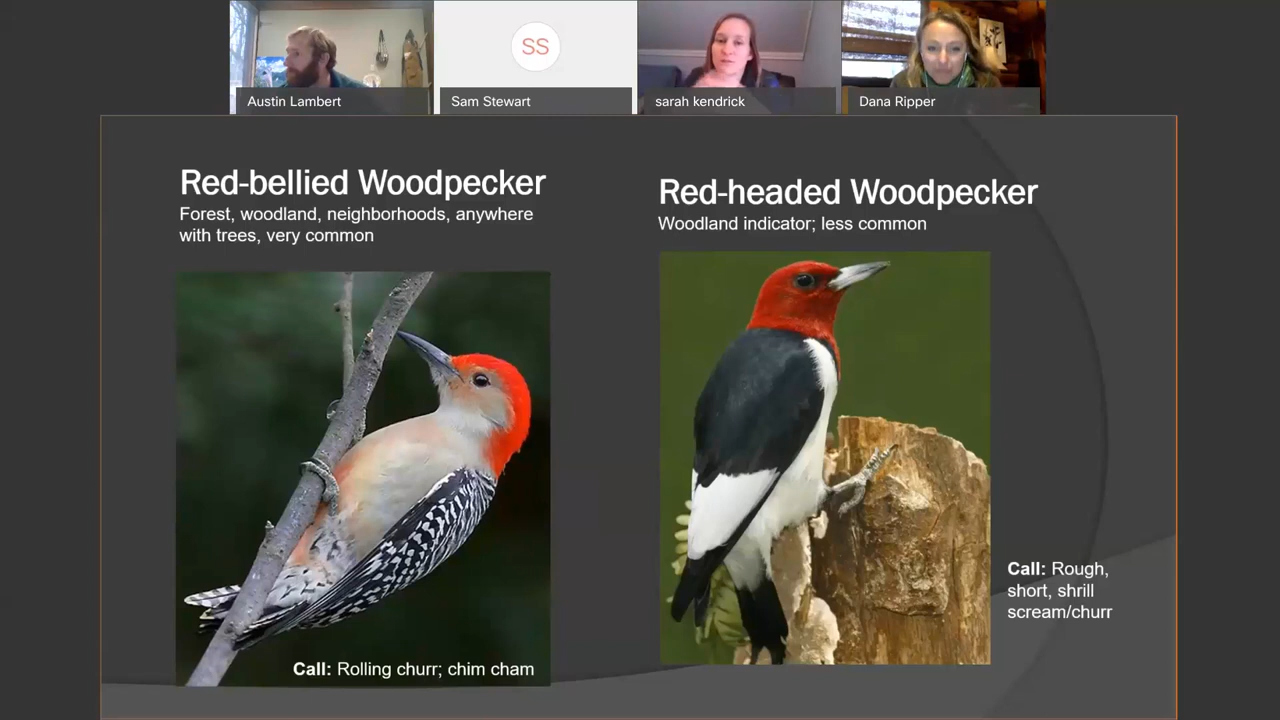 SS
Austin Lambert
Sam Stewart
sarah kendrick
Dana Ripper
Red-bellied Woodpecker
Forest, woodland, neighborhoods, anywhere
with trees, very common
Call: Rolling churr; chim cham
Red-headed Woodpecker
Woodland indicator; less common
Call: Rough,
short, shrill
scream/churr